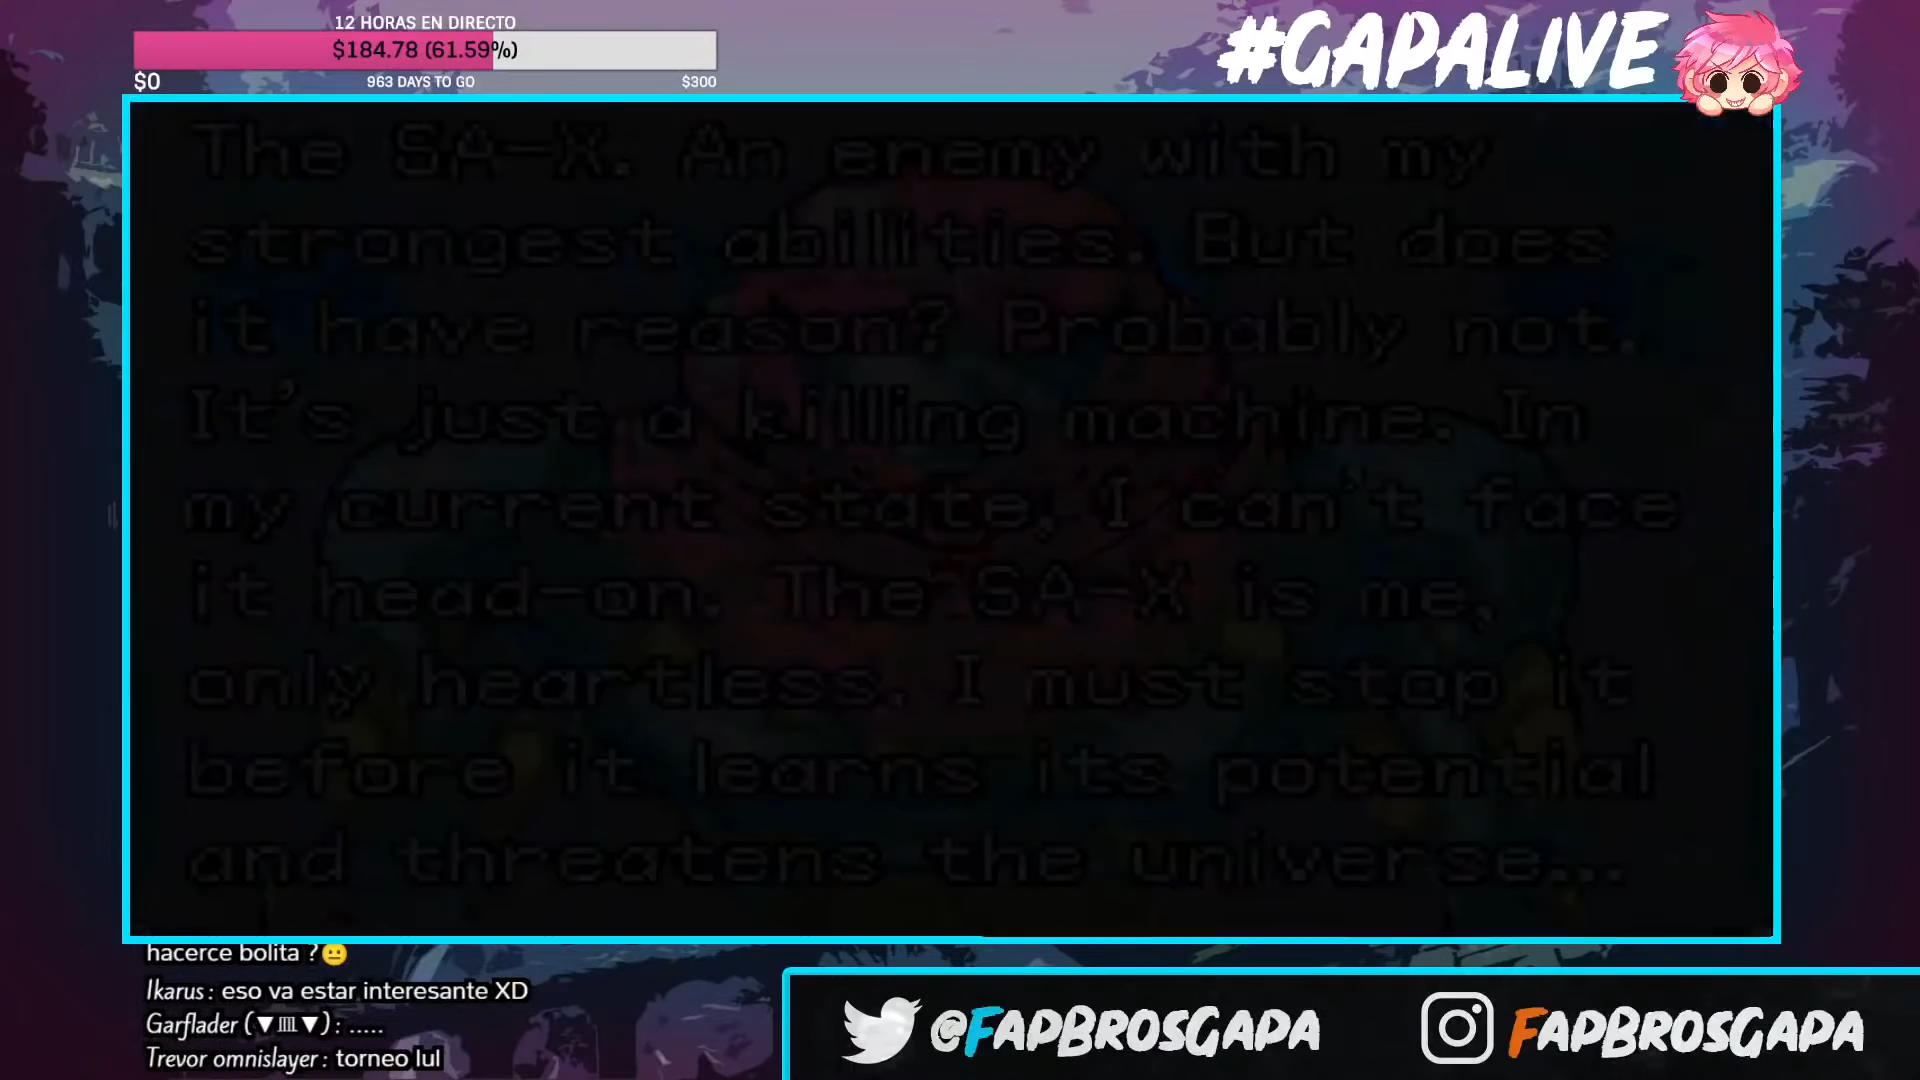 12 HORAS EN DIRECTO
$184.78 (61.59%)
$0
963 DAYS TO GO
$300
#GAPALIVE
The SA-X. An enemy with my
strongest abilities. But does
it have reason? Probably not.
It's just a killing machine. In
my current state, I can't face
it head-on. The SA-X is me,
only heartless. I must stop it
before it learns its potential
and threatens the universe...
hacerce bolita ?😐
Ikarus : eso va estar interesante XD
Garflader (▼皿▼) : .....
Trevor omnislayer : torneo lul
@FAPBROSGAPA
FAPBROSGAPA